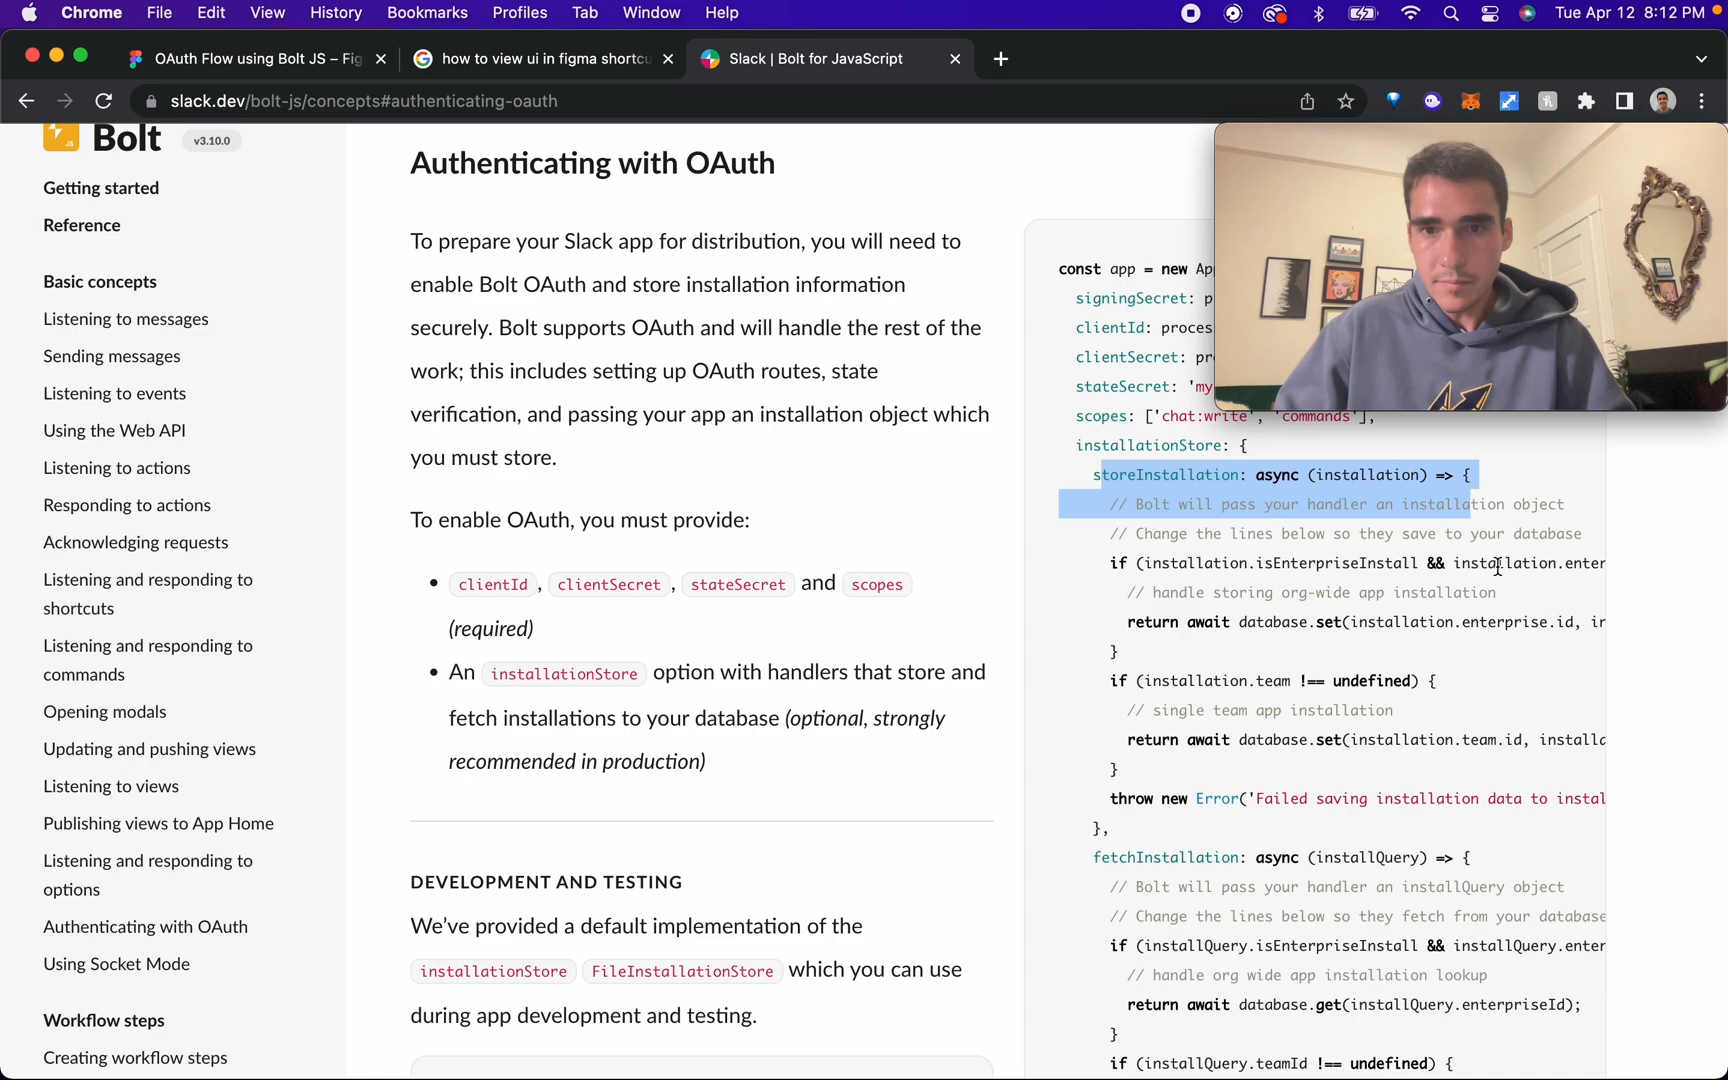 Chrome File Edit View History Bookmarks Profiles Tab Window Help Tue Apr 12 8:12 PM
OAuth Flow using Bolt JS – Fig
how to view ui in figma shortcu
Slack | Bolt for JavaScript
slack.dev/bolt-js/concepts#authenticating-oauth
JS
Bolt v3.10.0
Getting started
Reference
Basic concepts
Listening to messages
Sending messages
Listening to events
Using the Web API
Listening to actions
Responding to actions
Acknowledging requests
Listening and responding to
shortcuts
Listening and responding to
commands
Opening modals
Updating and pushing views
Listening to views
Publishing views to App Home
Listening and responding to
options
Authenticating with OAuth
Using Socket Mode
Workflow steps
Creating workflow steps
Authenticating with OAuth
To prepare your Slack app for distribution, you will need to
enable Bolt OAuth and store installation information
securely. Bolt supports OAuth and will handle the rest of the
work; this includes setting up OAuth routes, state
verification, and passing your app an installation object which
you must store.
To enable OAuth, you must provide:
• clientId, clientSecret, stateSecret and scopes
(required)
• An installationStore option with handlers that store and
fetch installations to your database (optional, strongly
recommended in production)
DEVELOPMENT AND TESTING
We’ve provided a default implementation of the
installationStore FileInstallationStore which you can use
during app development and testing.
const app = new Ap
signingSecret: p
clientId: proces
clientSecret: pr
stateSecret: 'my
scopes: ['chat:write', 'commands'],
installationStore: {
storeInstallation: async (installation) => {
// Bolt will pass your handler an installation object
// Change the lines below so they save to your database
if (installation.isEnterpriseInstall && installation.enter
// handle storing org-wide app installation
return await database.set(installation.enterprise.id, in
}
if (installation.team !== undefined) {
// single team app installation
return await database.set(installation.team.id, installa
}
throw new Error('Failed saving installation data to instal
},
fetchInstallation: async (installQuery) => {
// Bolt will pass your handler an installQuery object
// Change the lines below so they fetch from your database
if (installQuery.isEnterpriseInstall && installQuery.enter
// handle org wide app installation lookup
return await database.get(installQuery.enterpriseId);
}
if (installQuery.teamId !== undefined) {